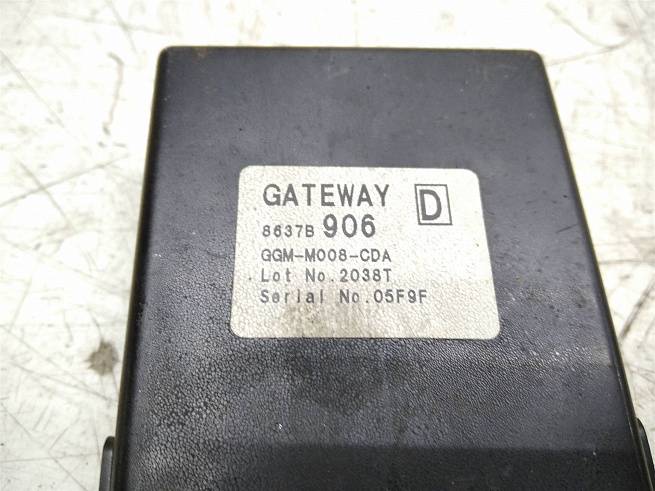 GATEWAY D
8637B 906
GGM-M008-CDA
Lot No.2038T
Serial No.05F9F